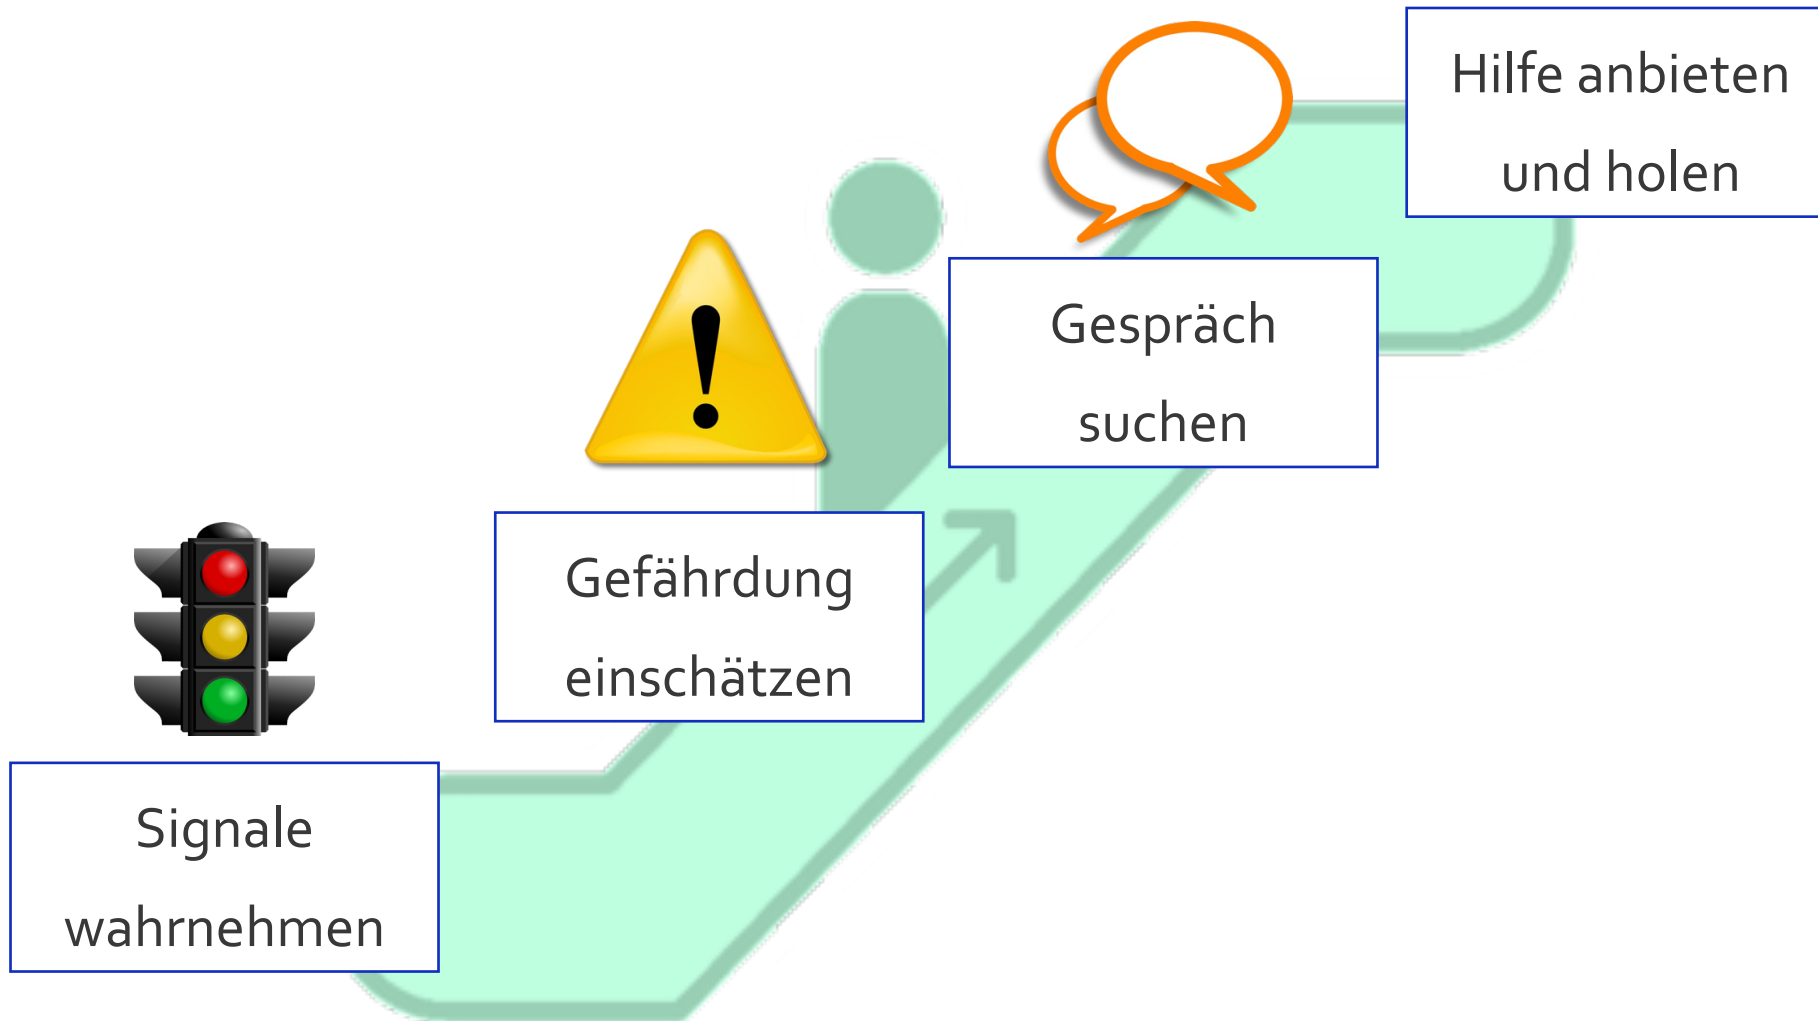 Hilfe anbieten
und holen
Gespräch
suchen
Gefährdung
einschätzen
Signale
wahrnehmen